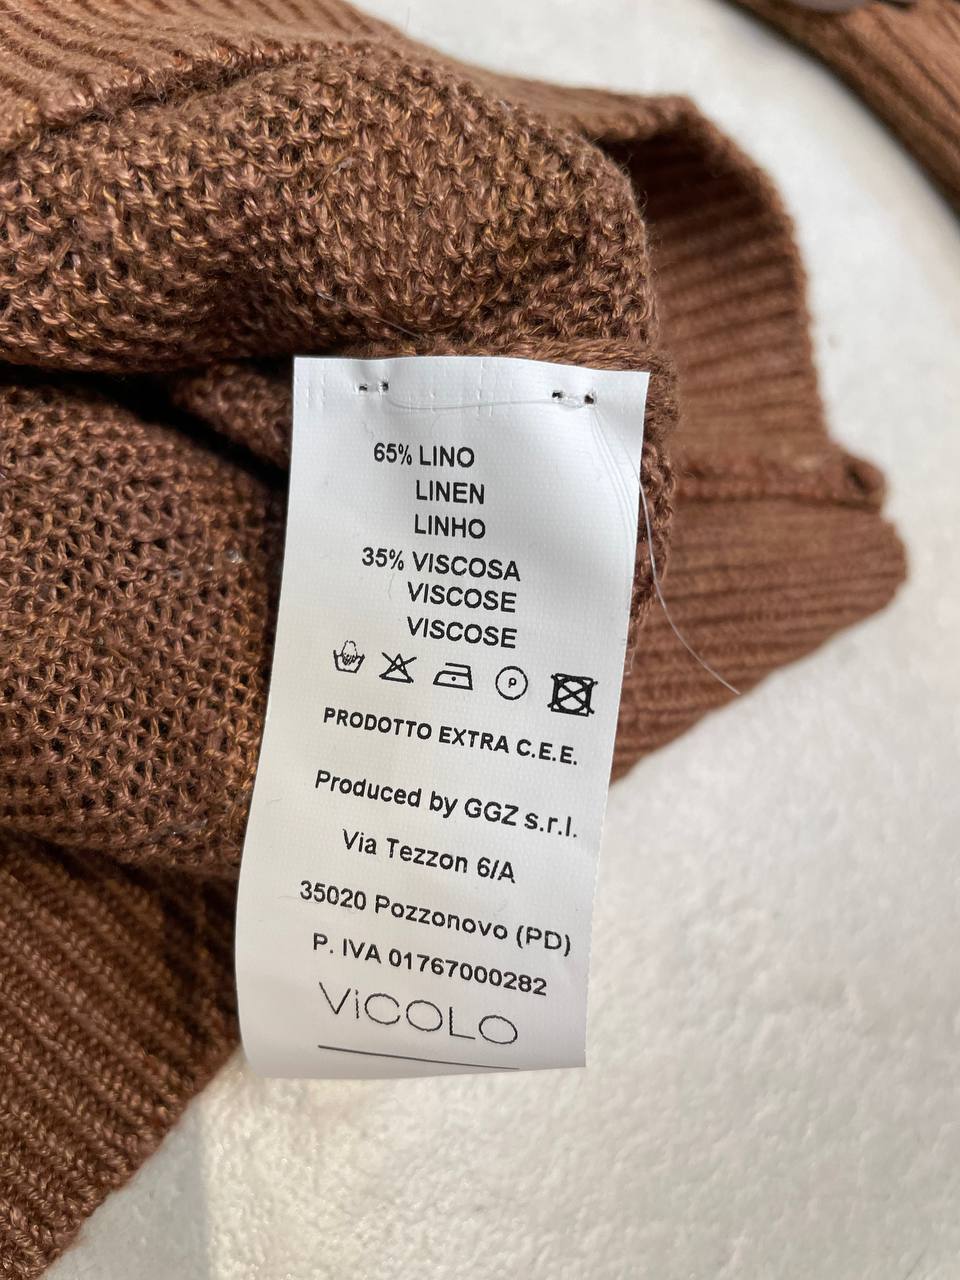 65% LINO
LINEN
LINHO
35% VISCOSA
VISCOSE
VISCOSE
P
PRODOTTO EXTRA C.E.E.
Produced by GGZ s.r.l.
Via Tezzon 6/A
35020 Pozzonovo (PD)
P. IVA 01767000282
ViCOLO